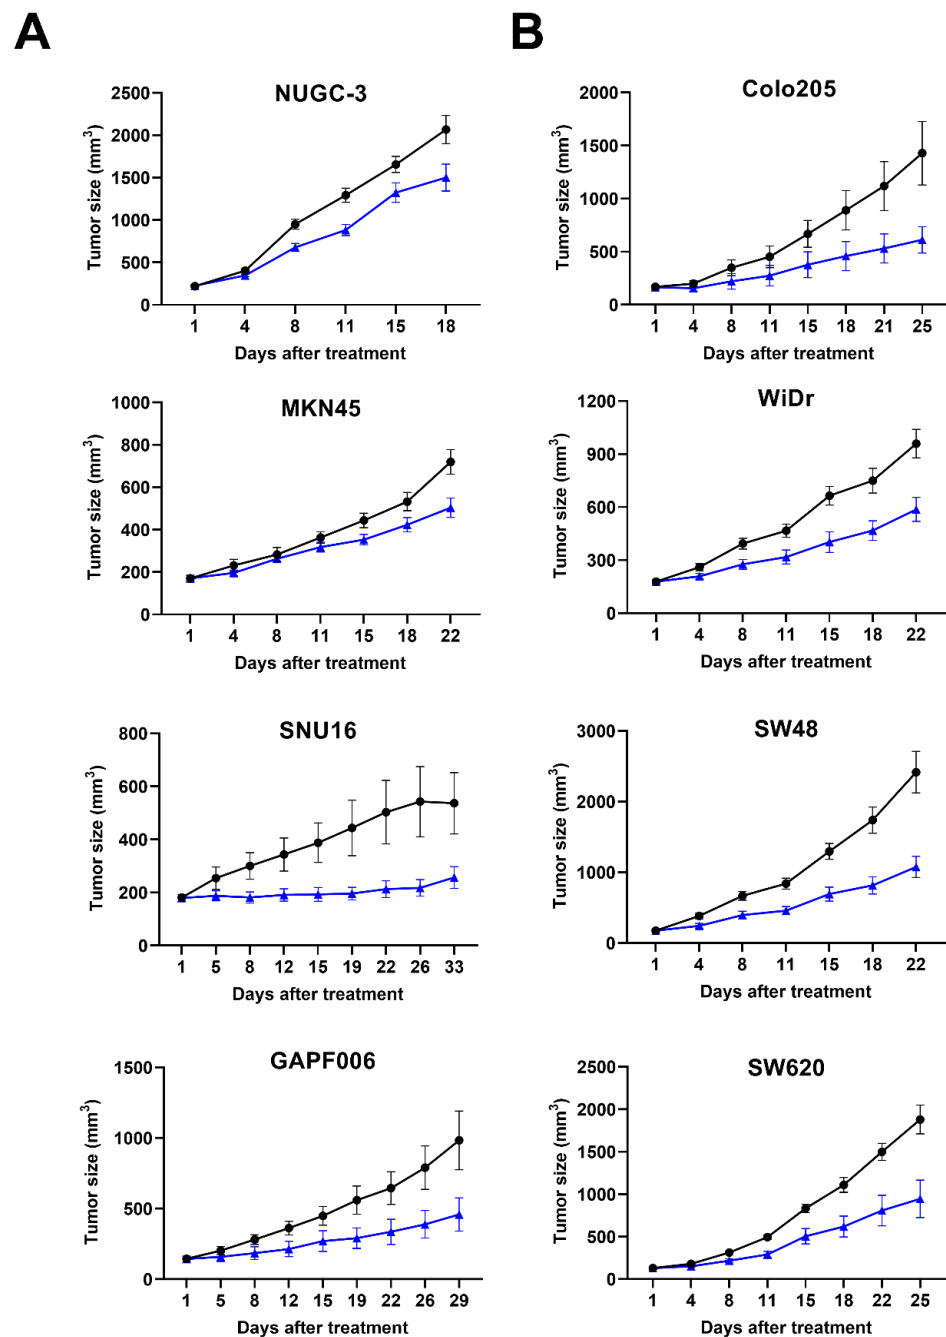 A
B
NUGC-3
Tumor size (mm³)
2500
2000
1500
1000
500
0
1 4 8 11 15 18
Days after treatment
Colo205
Tumor size (mm³)
2000
1500
1000
500
0
1 4 8 11 15 18 21 25
Days after treatment
MKN45
Tumor size (mm³)
1000
800
600
400
200
0
1 4 8 11 15 18 22
Days after treatment
WiDr
Tumor size (mm³)
1200
900
600
300
0
1 4 8 11 15 18 22
Days after treatment
SNU16
Tumor size (mm³)
800
600
400
200
0
1 5 8 12 15 19 22 26 33
Days after treatment
SW48
Tumor size (mm³)
3000
2000
1000
0
1 4 8 11 15 18 22
Days after treatment
GAPF006
Tumor size (mm³)
1500
1000
500
0
1 5 8 12 15 19 22 26 29
Days after treatment
SW620
Tumor size (mm³)
2500
2000
1500
1000
500
0
1 4 8 11 15 18 22 25
Days after treatment